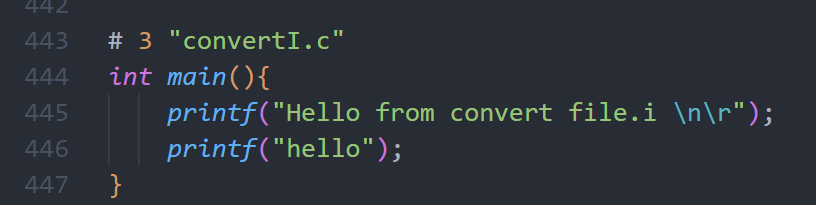 442
443 # 3 "convertI.c"
444 int main(){
445 printf("Hello from convert file.i \n\r");
446 printf("hello");
447 }